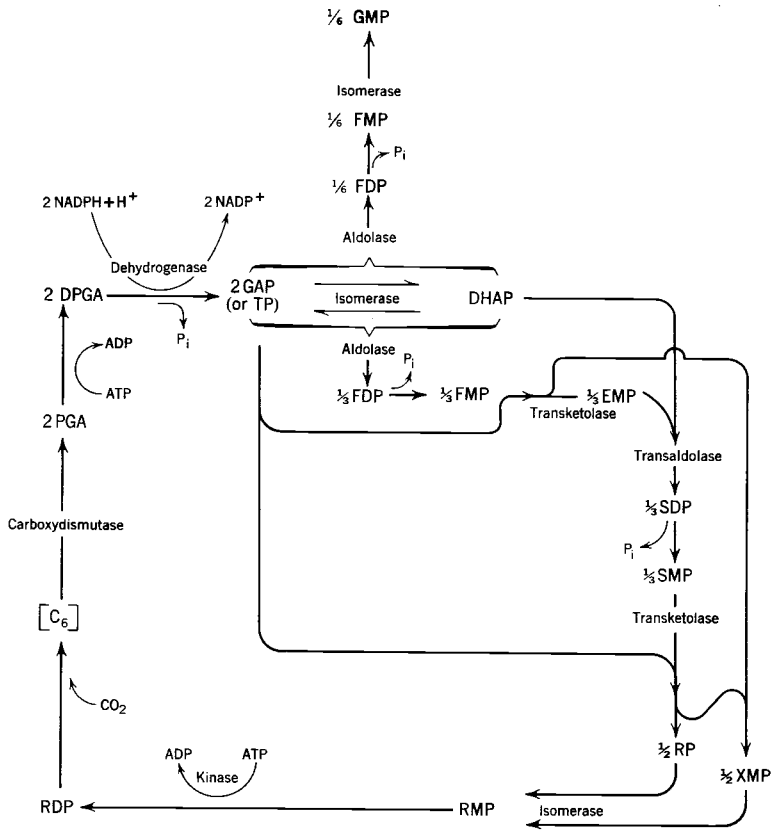 ⅙ GMP
Isomerase
⅙ FMP
Pi
⅙ FDP
2 NADPH + H+ 2 NADP+
Aldolase
Dehydrogenase
2 DPGA 2 GAP Isomerase DHAP
(or TP)
Pi
ADP Aldolase
Pi
ATP ⅓ FDP ⅓ FMP ⅓ EMP
Transketolase
2 PGA
Transaldolase
⅓ SDP
Carboxydismutase
Pi
⅓ SMP
[C6] Transketolase
CO2
½ RP
ADP ATP ½ XMP
Kinase
RDP RMP Isomerase